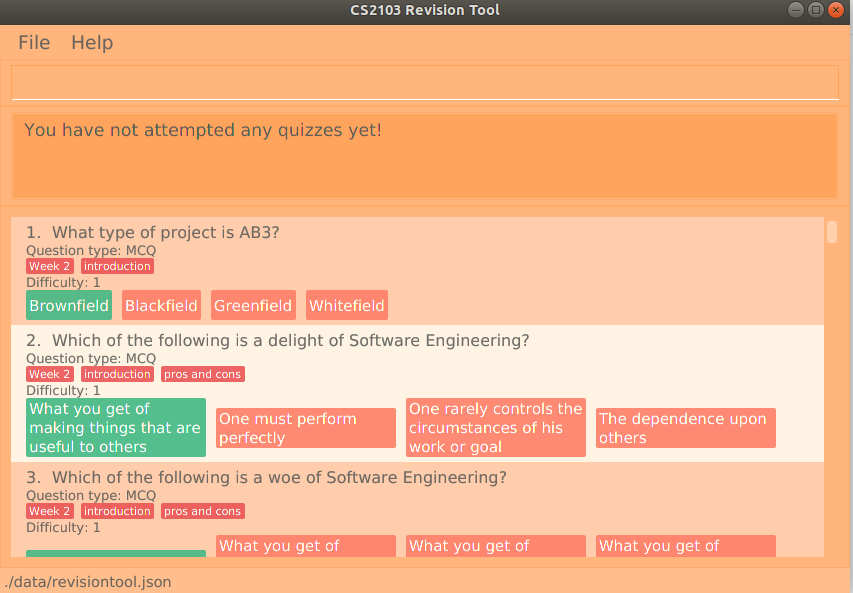 CS2103 Revision Tool
File Help
You have not attempted any quizzes yet!
1. What type of project is AB3?
Question type: MCQ
Week 2 introduction
Difficulty: 1
Brownfield Blackfield Greenfield Whitefield
2. Which of the following is a delight of Software Engineering?
Question type: MCQ
Week 2 introduction pros and cons
Difficulty: 1
What you get of
making things that are
useful to others
One must perform
perfectly
One rarely controls the
circumstances of his
work or goal
The dependence upon
others
3. Which of the following is a woe of Software Engineering?
Question type: MCQ
Week 2 introduction pros and cons
Difficulty: 1
What you get of
What you get of
What you get of
./data/revisiontool.json